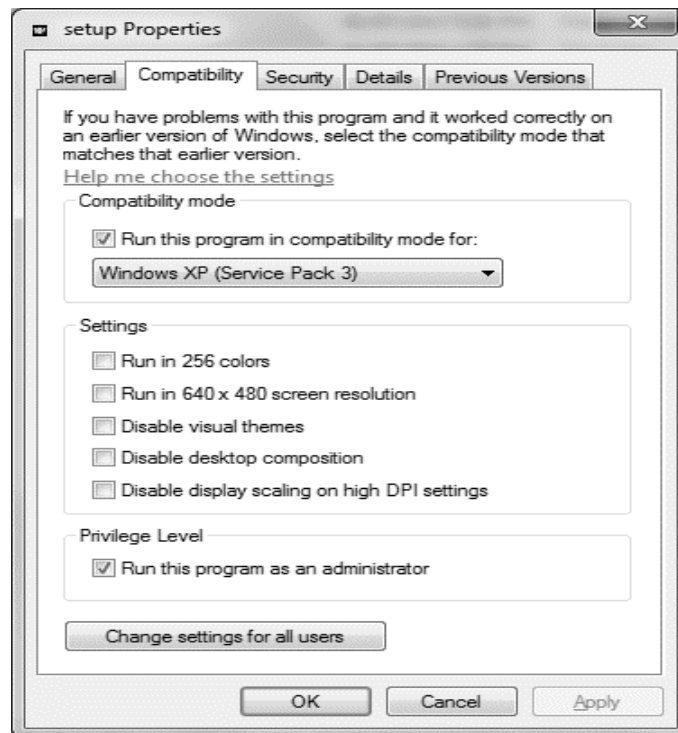 setup Properties
General Compatibility Security Details Previous Versions
If you have problems with this program and it worked correctly on
an earlier version of Windows, select the compatibility mode that
matches that earlier version.
Help me choose the settings
Compatibility mode
Run this program in compatibility mode for:
Windows XP (Service Pack 3)
Settings
Run in 256 colors
Run in 640 x 480 screen resolution
Disable visual themes
Disable desktop composition
Disable display scaling on high DPI settings
Privilege Level
Run this program as an administrator
Change settings for all users
OK Cancel Apply